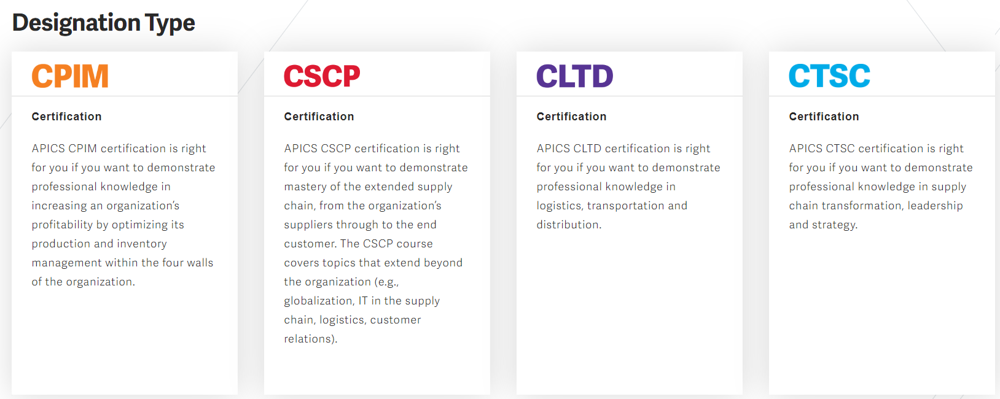 Designation Type
CPIM
Certification
APICS CPIM certification is right
for you if you want to demonstrate
professional knowledge in
increasing an organization’s
profitability by optimizing its
production and inventory
management within the four walls
of the organization.
CSCP
Certification
APICS CSCP certification is right
for you if you want to demonstrate
mastery of the extended supply
chain, from the organization’s
suppliers through to the end
customer. The CSCP course
covers topics that extend beyond
the organization (e.g.,
globalization, IT in the supply
chain, logistics, customer
relations).
CLTD
Certification
APICS CLTD certification is right
for you if you want to demonstrate
professional knowledge in
logistics, transportation and
distribution.
CTSC
Certification
APICS CTSC certification is right
for you if you want to demonstrate
professional knowledge in supply
chain transformation, leadership
and strategy.